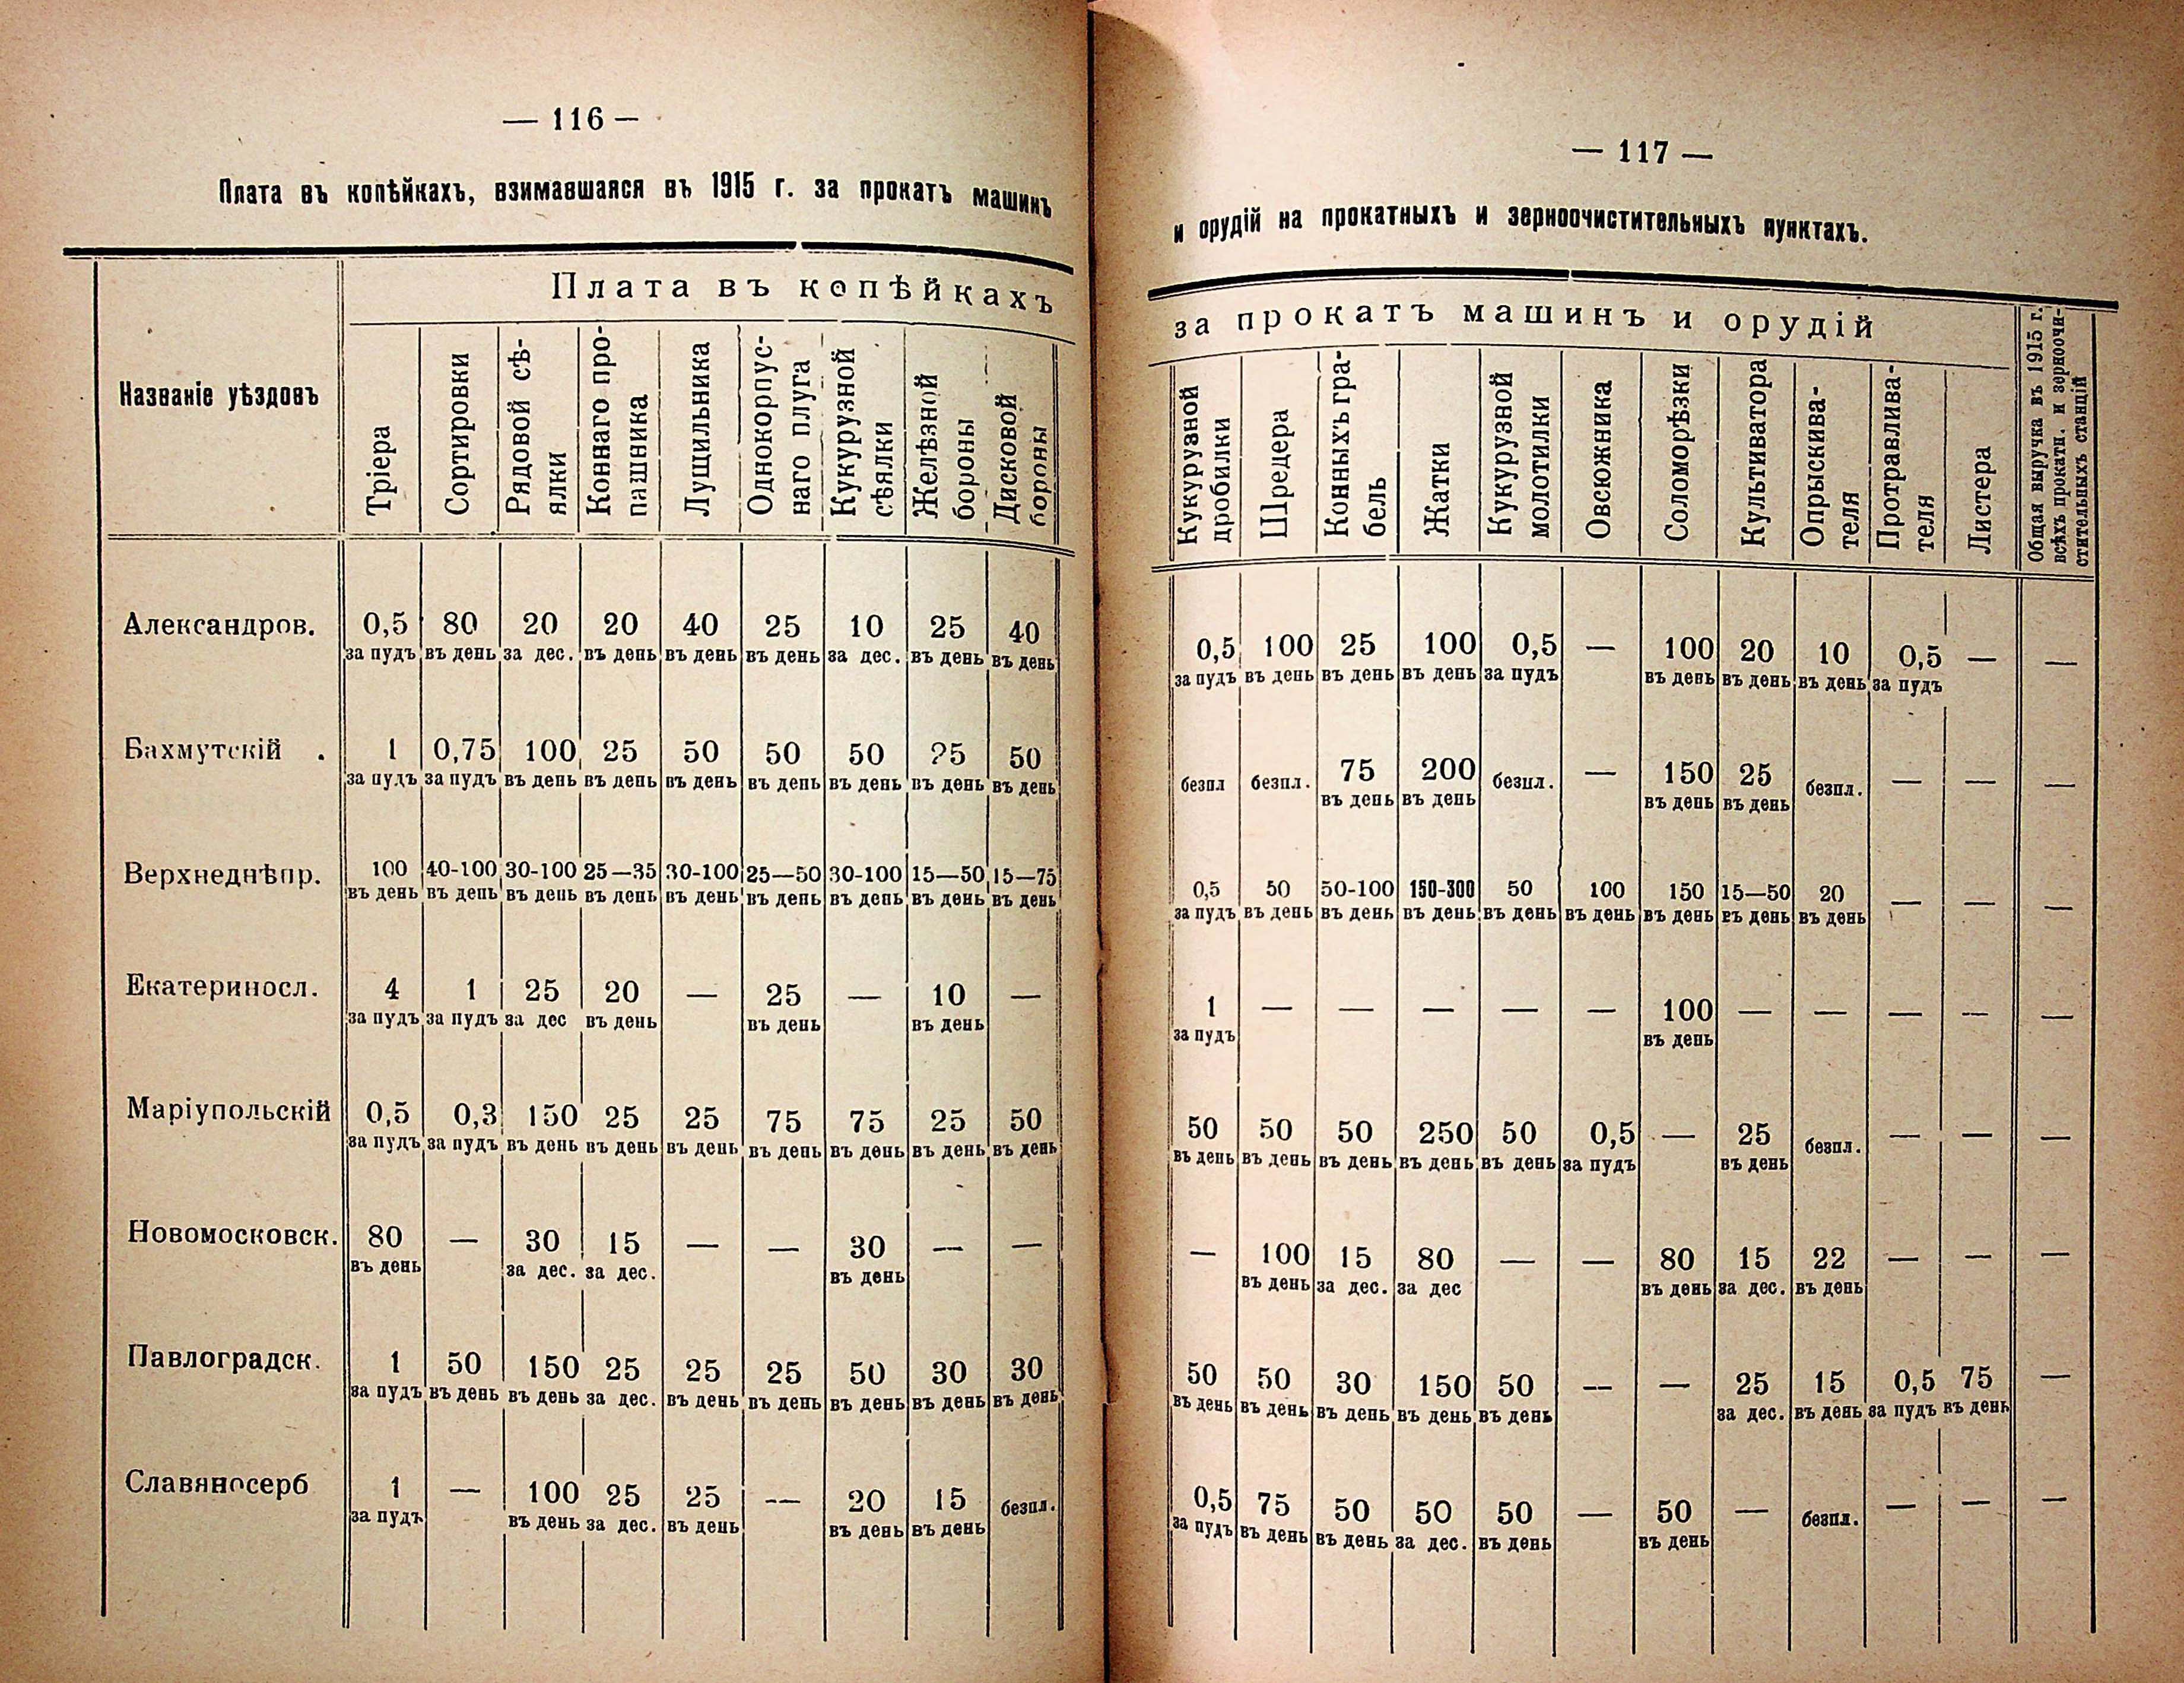 — 116 —
Плата въ копѣйкахъ, взимавшаяся въ 1915 г. за прокатъ машинъ
Названіе уѣздовъ
Плата въ копѣйкахъ
Тріера
Сортировки
Рядовой сѣ-
ялки
Коннаго про-
пашника
Лущильника
Однокорпус-
наго плуга
Кукурузной
сѣялки
Желѣзной
бороны
Дисковой
бороны
Александров. 0,5 80 20 20 40 25 10 25 40
за пудъ въ день за дес. въ день въ день въ день за дес. въ день въ день
Бахмутскій . 1 0,75 100 25 50 50 50 25 50
за пудъ за пудъ въ день въ день въ день въ день въ день въ день въ день
Верхнеднѣпр. 100 40-100 30-100 25—35 30-100 25—50 30-100 15—50 15—75
въ день въ день въ день въ день въ день въ день въ день въ день въ день
Екатериносл. 4 1 25 20 — 25 — 10 —
за пудъ за пудъ за дес въ день въ день въ день
Маріупольскій 0,5 0,3 150 25 25 75 75 25 50
за пудъ за пудъ въ день въ день въ день въ день въ день въ день въ день
Новомосковск. 80 — 30 15 — — 30 — —
въ день за дес. за дес. въ день
Павлоградск. 1 50 150 25 25 25 50 30 30
за пудъ въ день въ день за дес. въ день въ день въ день въ день въ день
Славяносерб 1 — 100 25 25 — 20 15 безпл.
за пудъ въ день за дес. въ день въ день въ день
— 117 —
и орудій на прокатныхъ и зерноочистительныхъ пунктахъ.
за прокатъ машинъ и орудій
Кукурузной
дробилки
Шредера
Конныхъ гра-
бель
Жатки
Кукурузной
молотилки
Овсюжника
Соломорѣзки
Культиватора
Опрыскива-
теля
Протравлива-
теля
Листера
Общая выручка въ 1915 г.
всѣхъ прокатн. и зерноочи-
стительныхъ станцій
0,5 100 25 100 0,5 — 100 20 10 0,5 — —
за пудъ въ день въ день въ день за пудъ въ день въ день въ день за пудъ
безпл безпл. 75 200 безпл. — 150 25 безпл. — — —
въ день въ день въ день въ день
0,5 50 50-100 150-300 50 100 150 15—50 20 — — —
за пудъ въ день въ день въ день въ день въ день въ день въ день въ день
1 — — — — — 100 — — — — —
за пудъ въ день
50 50 50 250 50 0,5 — 25 безпл. — — —
въ день въ день въ день въ день въ день за пудъ въ день
— 100 15 80 — — 80 15 22 — — —
въ день за дес. за дес въ день за дес. въ день
50 50 30 150 50 — — 25 15 0,5 75 —
въ день въ день въ день въ день въ день за дес. въ день за пудъ въ день
0,5 75 50 50 50 — 50 — безпл. — — —
за пудъ въ день въ день за дес. въ день въ день